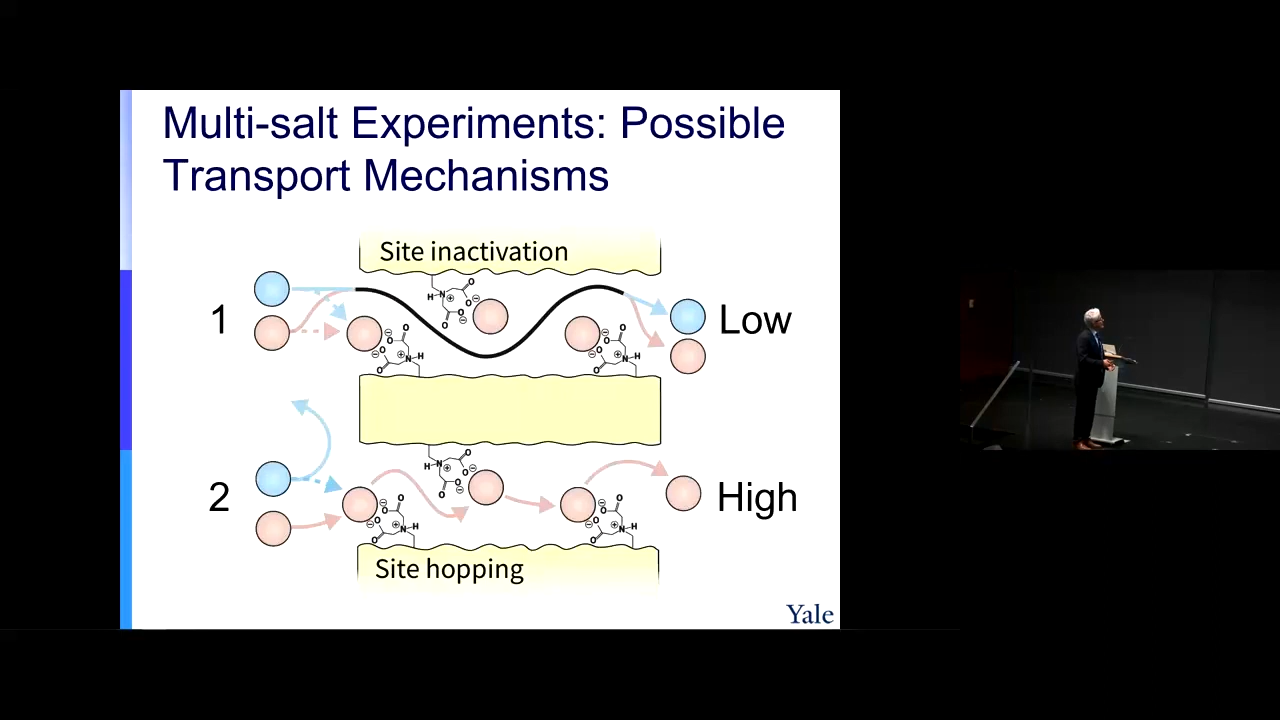 Multi-salt Experiments: Possible
Transport Mechanisms
Site inactivation
1
Low
2
High
Site hopping
Yale